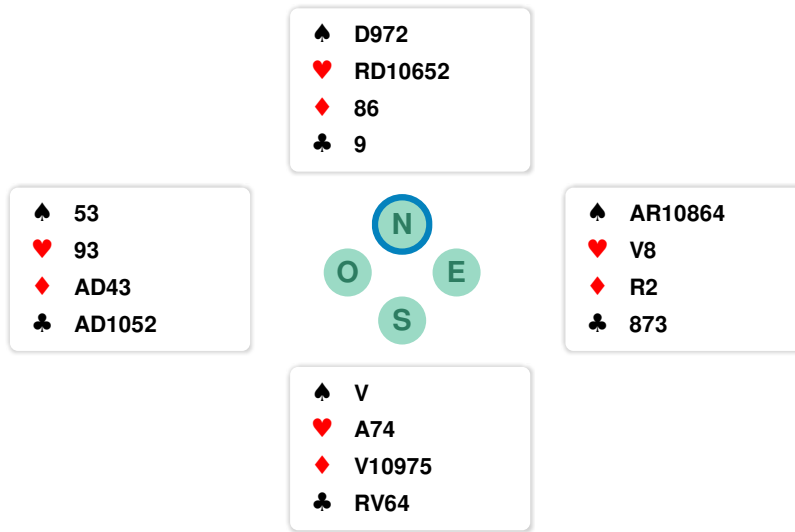 ♠ D972
♥ RD10652
♦ 86
♣ 9
♠ 53
♥ 93
♦ AD43
♣ AD1052
N
O
E
S
♠ AR10864
♥ V8
♦ R2
♣ 873
♠ V
♥ A74
♦ V10975
♣ RV64